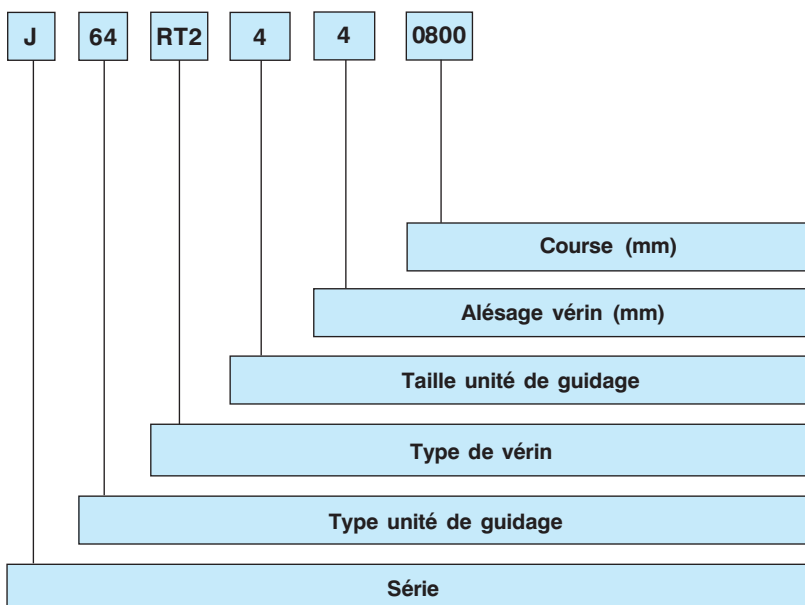 J 64 RT2 4 4 0800
Course (mm)
Alésage vérin (mm)
Taille unité de guidage
Type de vérin
Type unité de guidage
Série